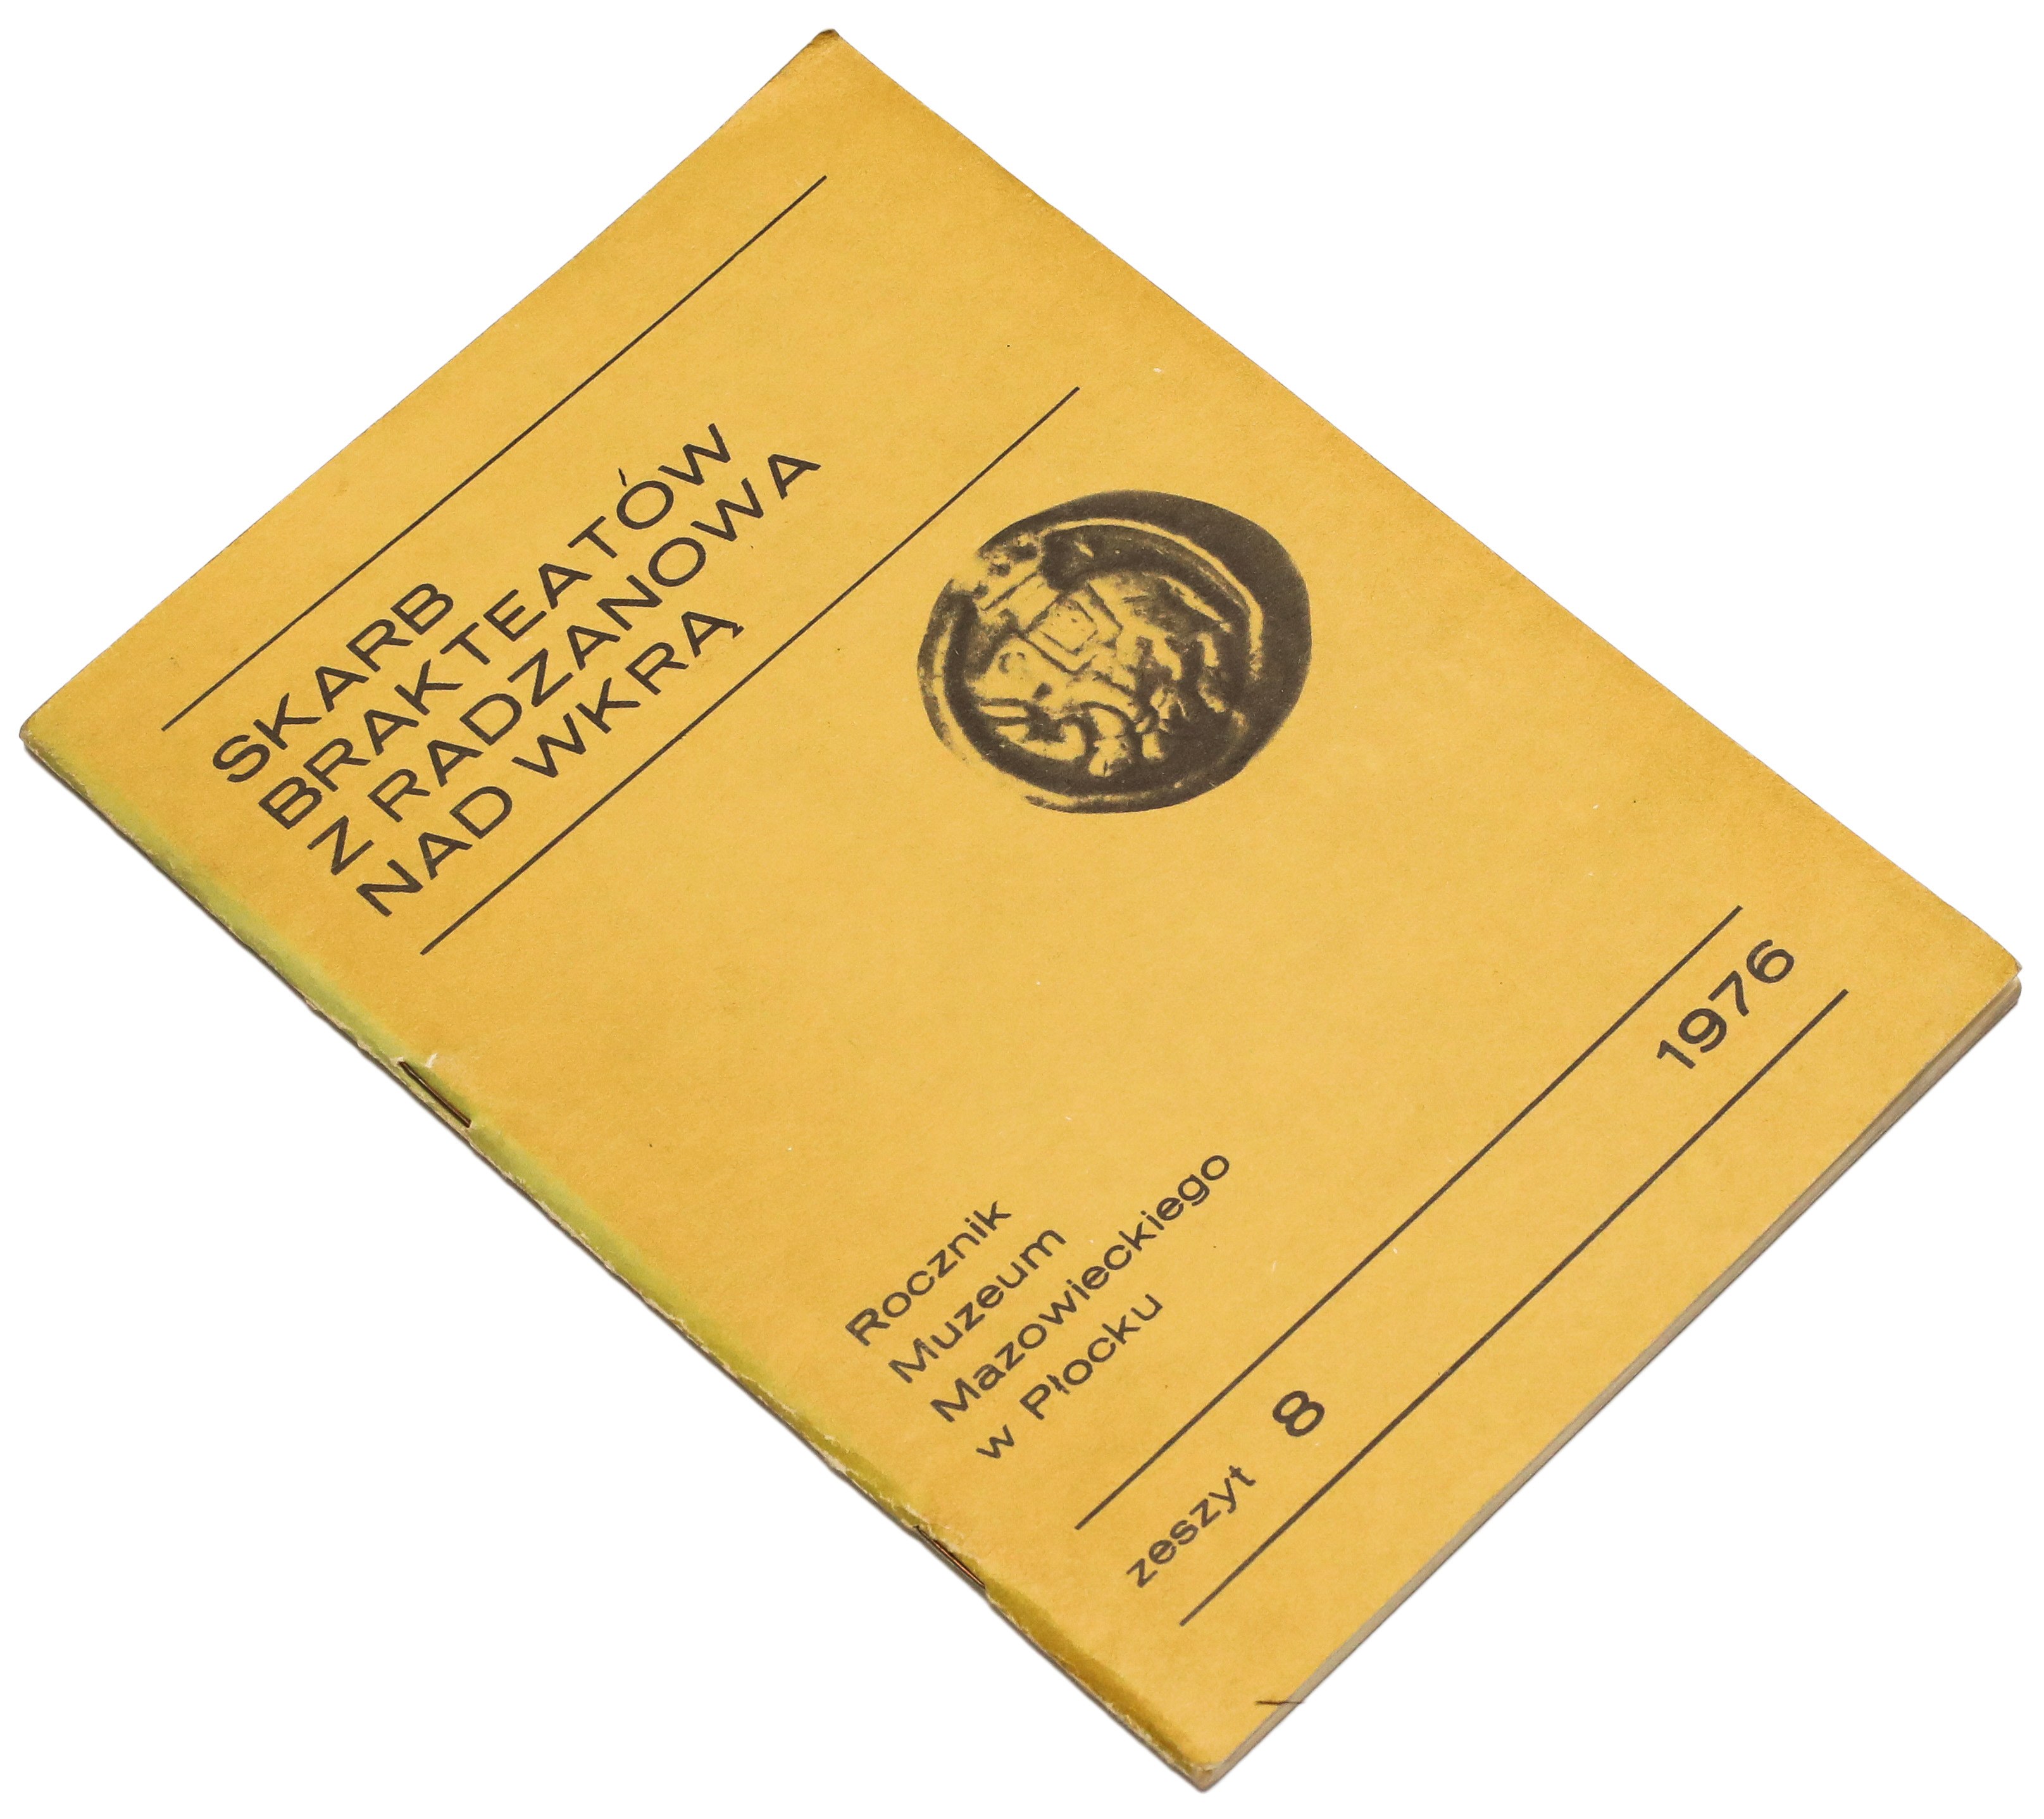 SKARB
BRAKTEATÓW
Z RADZANOWA
NAD WKRĄ
Rocznik
Muzeum
Mazowieckiego
w Płocku
zeszyt 8 1976